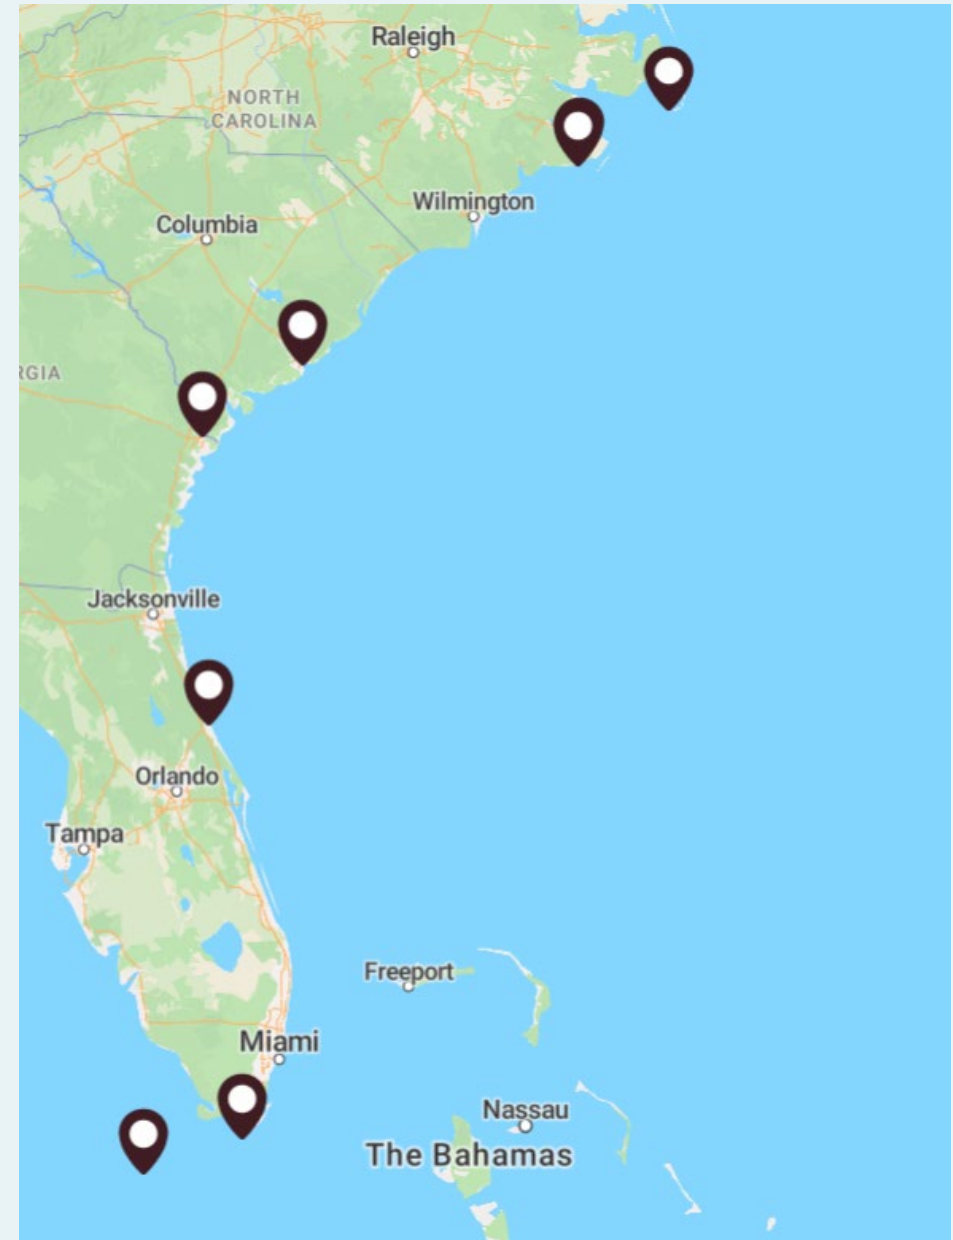 Raleigh
NORTH
CAROLINA
Wilmington
Columbia
RGIA
Jacksonville
Orlando
Tampa
Freeport
Miami
Nassau
The Bahamas